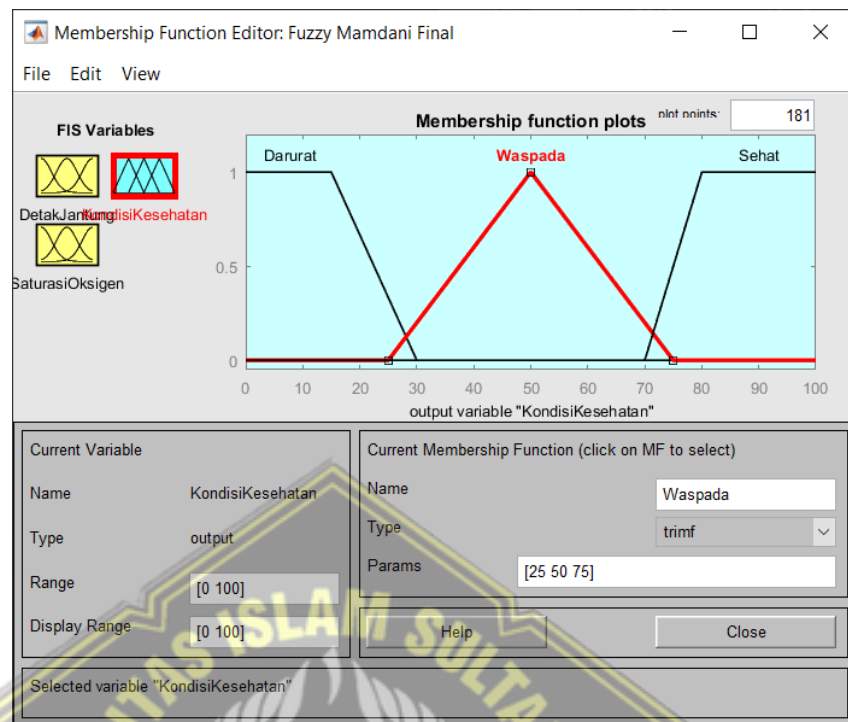 Membership Function Editor: Fuzzy Mamdani Final
File Edit View
FIS Variables
DetakJantung
KondisiKesehatan
SaturasiOksigen
Membership function plots
plot points:
181
Darurat
Waspada
Sehat
1
0.5
0
0 10 20 30 40 50 60 70 80 90 100
output variable "KondisiKesehatan"
Current Variable
Name KondisiKesehatan
Type output
Range [0 100]
Display Range [0 100]
Current Membership Function (click on MF to select)
Name Waspada
Type trimf
Params [25 50 75]
Help
Close
Selected variable "KondisiKesehatan"
ISLAM SULTA